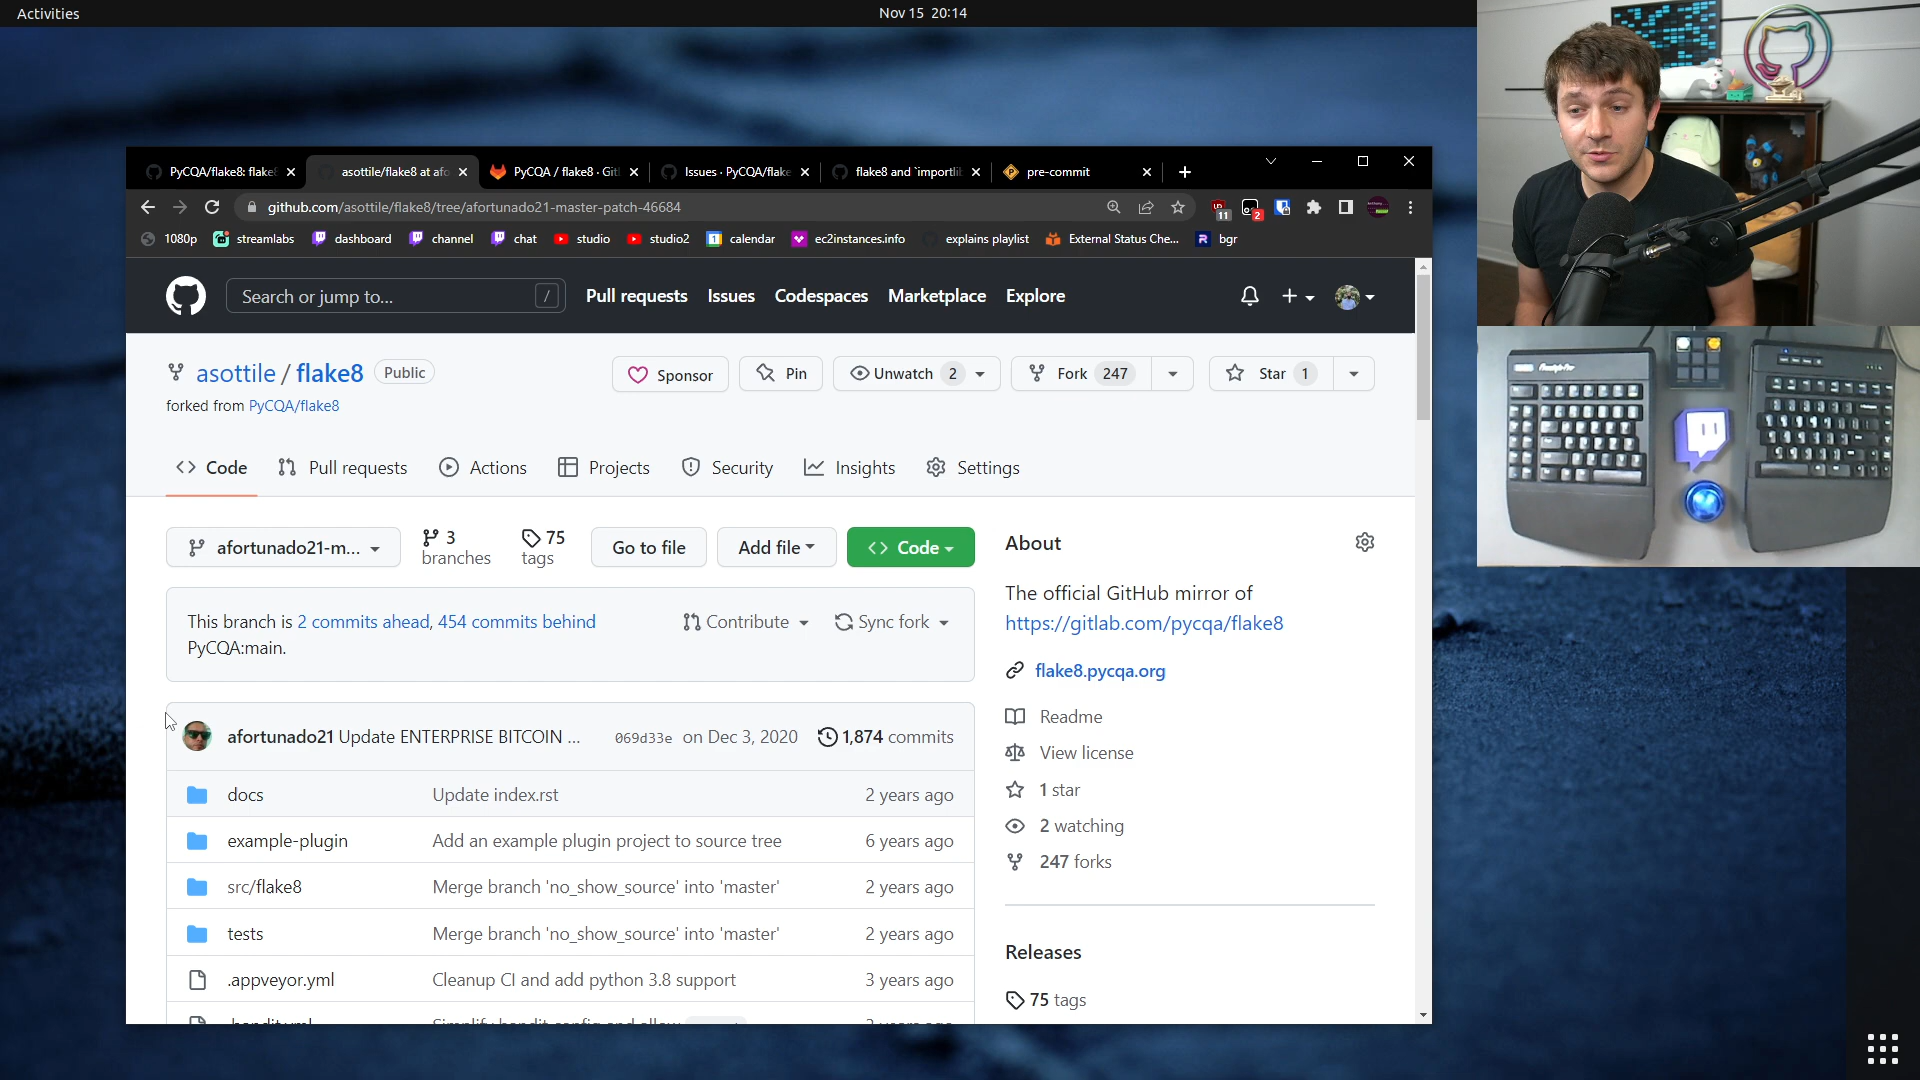 Activities
Nov 15 20:14
PyCQA/flake8: flake8
asottile/flake8 at afo
PyCQA / flake8 · Git
Issues · PyCQA/flake
flake8 and `importli
pre-commit
github.com/asottile/flake8/tree/afortunado21-master-patch-46684
11
2
1080p
streamlabs
dashboard
channel
chat
studio
studio2
calendar
ec2instances.info
explains playlist
External Status Che...
bgr
Search or jump to...
/
Pull requests
Issues
Codespaces
Marketplace
Explore
asottile / flake8
Public
Sponsor
Pin
Unwatch 2
Fork 247
Star 1
forked from PyCQA/flake8
Code
Pull requests
Actions
Projects
Security
Insights
Settings
afortunado21-m...
3 branches
75 tags
Go to file
Add file
Code
This branch is 2 commits ahead, 454 commits behind
PyCQA:main.
Contribute
Sync fork
afortunado21 Update ENTERPRISE BITCOIN ...
069d33e on Dec 3, 2020
1,874 commits
docs
Update index.rst
2 years ago
example-plugin
Add an example plugin project to source tree
6 years ago
src/flake8
Merge branch 'no_show_source' into 'master'
2 years ago
tests
Merge branch 'no_show_source' into 'master'
2 years ago
.appveyor.yml
Cleanup CI and add python 3.8 support
3 years ago
About
The official GitHub mirror of
https://gitlab.com/pycqa/flake8
flake8.pycqa.org
Readme
View license
1 star
2 watching
247 forks
Releases
75 tags